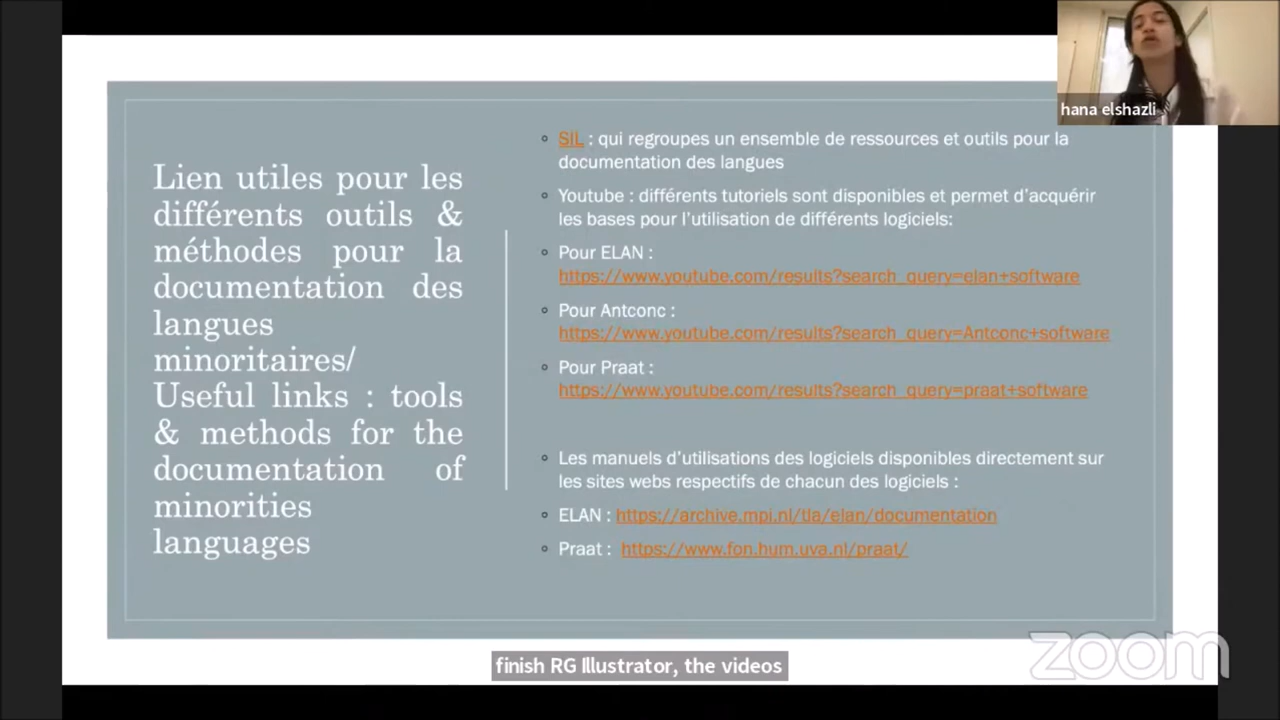 Lien utiles pour les
différents outils &
méthodes pour la
documentation des
langues
minoritaires/
Useful links : tools
& methods for the
documentation of
minorities
languages
SIL : qui regroupes un ensemble de ressources et outils pour la
documentation des langues
Youtube : différents tutoriels sont disponibles et permet d'acquérir
les bases pour l'utilisation de différents logiciels:
Pour ELAN :
https://www.youtube.com/results?search_query=elan+software
Pour Antconc :
https://www.youtube.com/results?search_query=Antconc+software
Pour Praat :
https://www.youtube.com/results?search_query=praat+software
Les manuels d'utilisations des logiciels disponibles directement sur
les sites webs respectifs de chacun des logiciels :
ELAN : https://archive.mpi.nl/tla/elan/documentation
Praat : https://www.fon.hum.uva.nl/praat/
hana elshazli
finish RG Illustrator, the videos
zoom